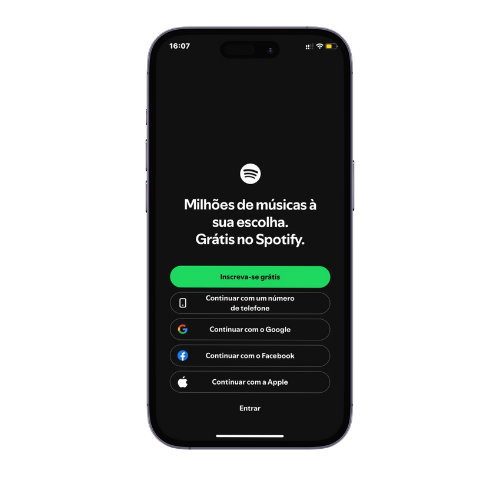 16:07
Milhões de músicas à
sua escolha.
Grátis no Spotify.
Inscreva-se grátis
Continuar com um número
de telefone
Continuar com o Google
Continuar com o Facebook
Continuar com a Apple
Entrar